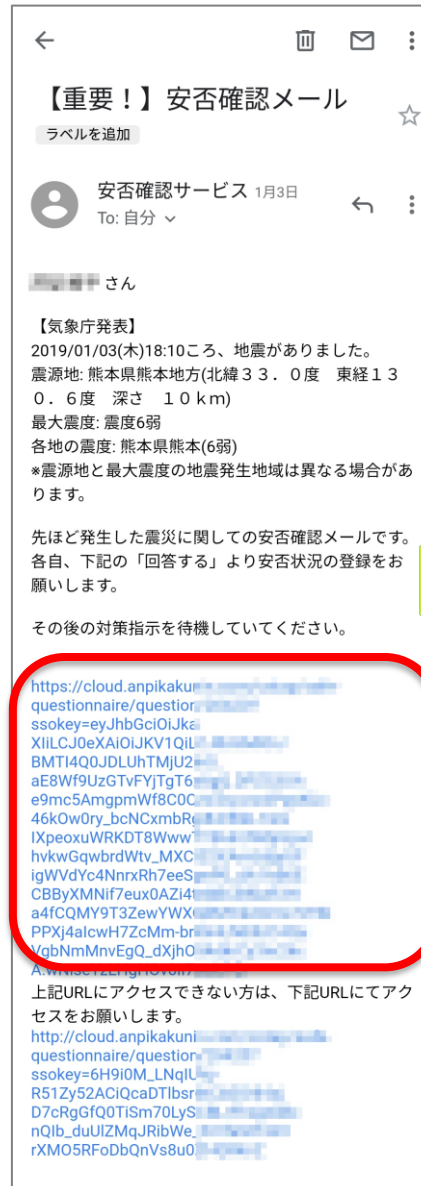 【重要！】安否確認メール
ラベルを追加
安否確認サービス 1月3日
To: 自分
さん
【気象庁発表】
2019/01/03(木)18:10ころ、地震がありました。
震源地: 熊本県熊本地方(北緯３３．０度　東経１３
０．６度　深さ　１０ｋｍ)
最大震度: 震度6弱
各地の震度: 熊本県熊本(6弱)
*震源地と最大震度の地震発生地域は異なる場合があ
ります。
先ほど発生した震災に関しての安否確認メールです。
各自、下記の「回答する」より安否状況の登録をお
願いします。
その後の対策指示を待機していてください。
https://cloud.anpikaku
questionnaire/question
ssokey=eyJhbGciOiJka
XIiLCJ0eXAiOiJKV1QiL
BMTI4Q0JDLUhTMjU2
aE8Wf9UzGTvFYjTgT6
e9mc5AmgpmWf8C0C
46kOw0ry_bcNCxmbR
IXpeoxuWRKDT8Www
hvkwGqwbrdWtv_MXC
igWVdYc4NnrxRh7eeS
CBByXMNif7eux0AZi4
a4fCQMY9T3ZewYWX
PPXj4aIcwH7ZcMm-br
VgbNmMnvEgQ_dXjhO
上記URLにアクセスできない方は、下記URLにてアク
セスをお願いします。
http://cloud.anpikakuni
questionnaire/question
ssokey=6H9i0M_LNqIU
R51Zy52ACiQcaDTlbsr
D7cRgGfQ0TiSm70LyS
nQIb_duUlZMqJRibWe_
rXMO5RFoDbQnVs8u0